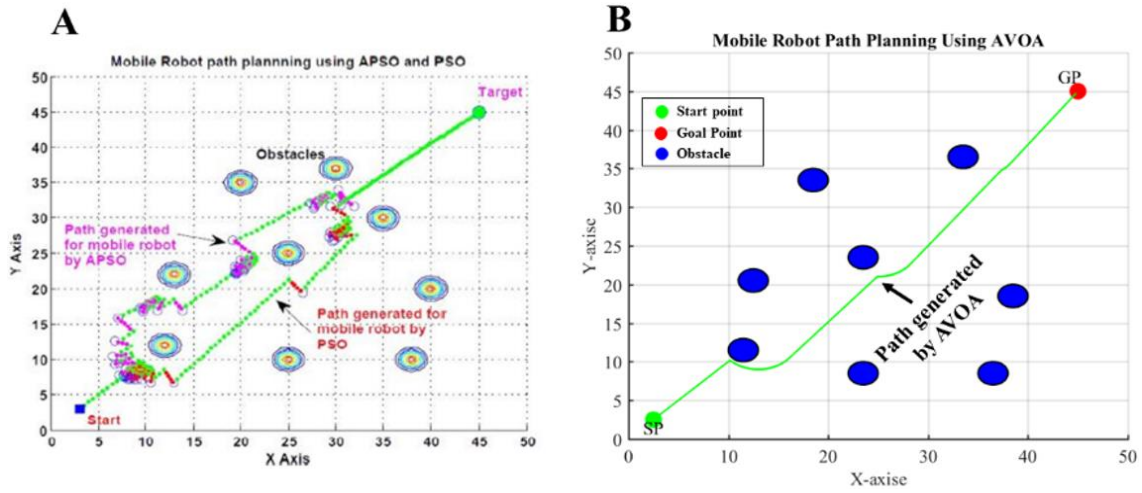 A
Mobile Robot path plannning using APSO and PSO
50
45
40
35
30
25
20
15
10
5
0
Y Axis
Target
Obstacles
Path generated
for mobile robot
by APSO
Path generated for
mobile robot by
PSO
Start
0 5 10 15 20 25 30 35 40 45 50
X Axis
B
Mobile Robot Path Planning Using AVOA
50
45
40
35
30
25
20
15
10
5
0
Y-axise
GP
Start point
Goal Point
Obstacle
Path generated
by AVOA
SP
0 10 20 30 40 50
X-axise